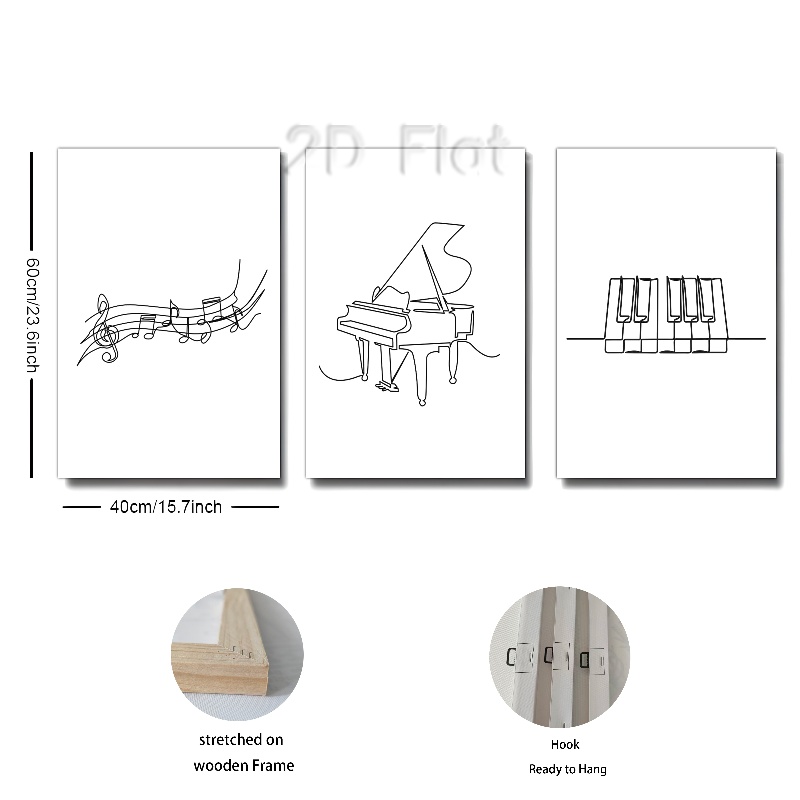 2D Flat
60cm/23.6inch
40cm/15.7inch
stretched on
wooden Frame
Hook
Ready to Hang